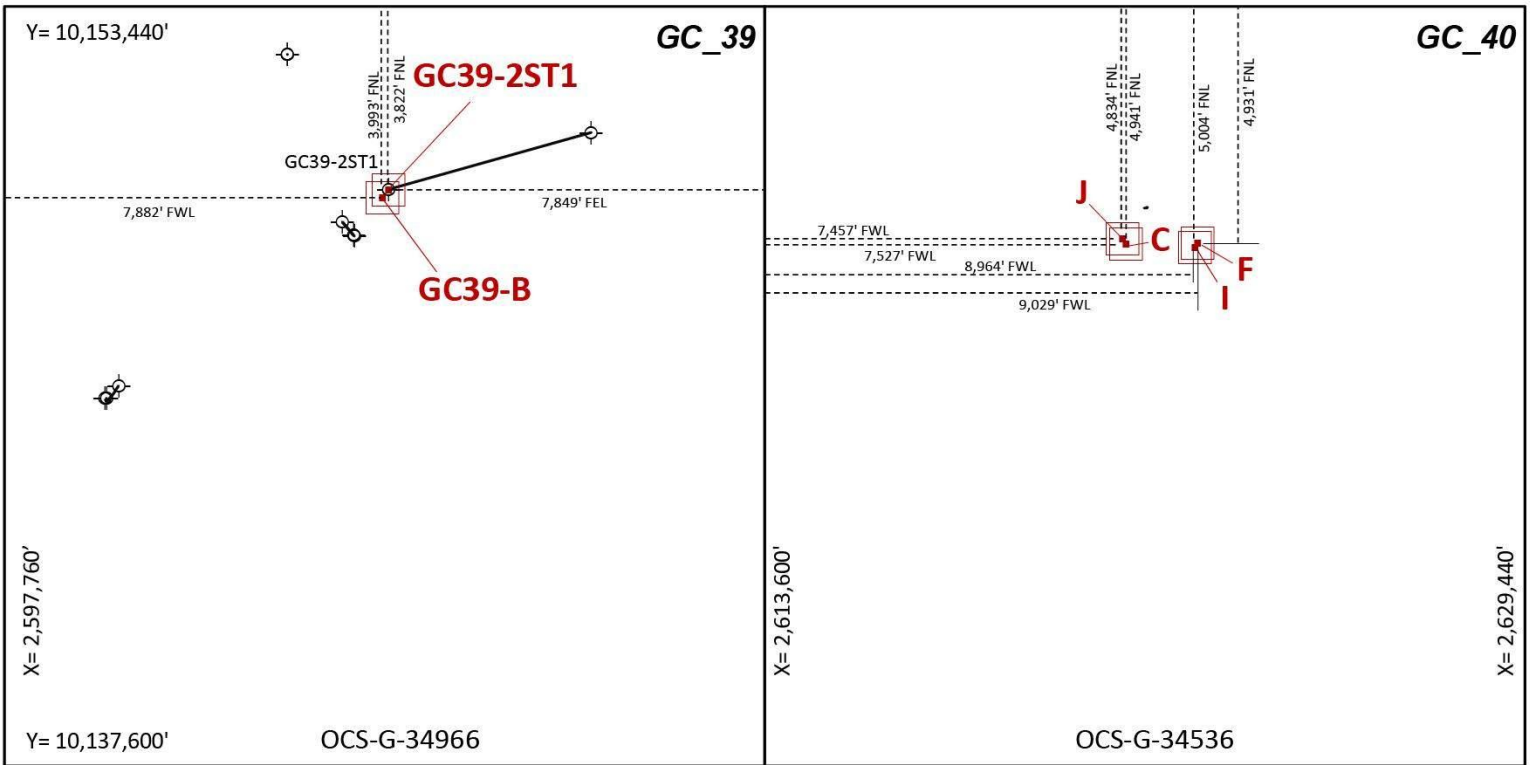 Y= 10,153,440'
GC_39
GC_40
3,993' FNL
3,822' FNL
GC39-2ST1
GC39-2ST1
7,882' FWL
7,849' FEL
GC39-B
4,834' FNL
4,941' FNL
5,004' FNL
4,931' FNL
J
C
F
I
7,457' FWL
7,527' FWL
8,964' FWL
9,029' FWL
X= 2,597,760'
X= 2,613,600'
X= 2,629,440'
Y= 10,137,600'
OCS-G-34966
OCS-G-34536